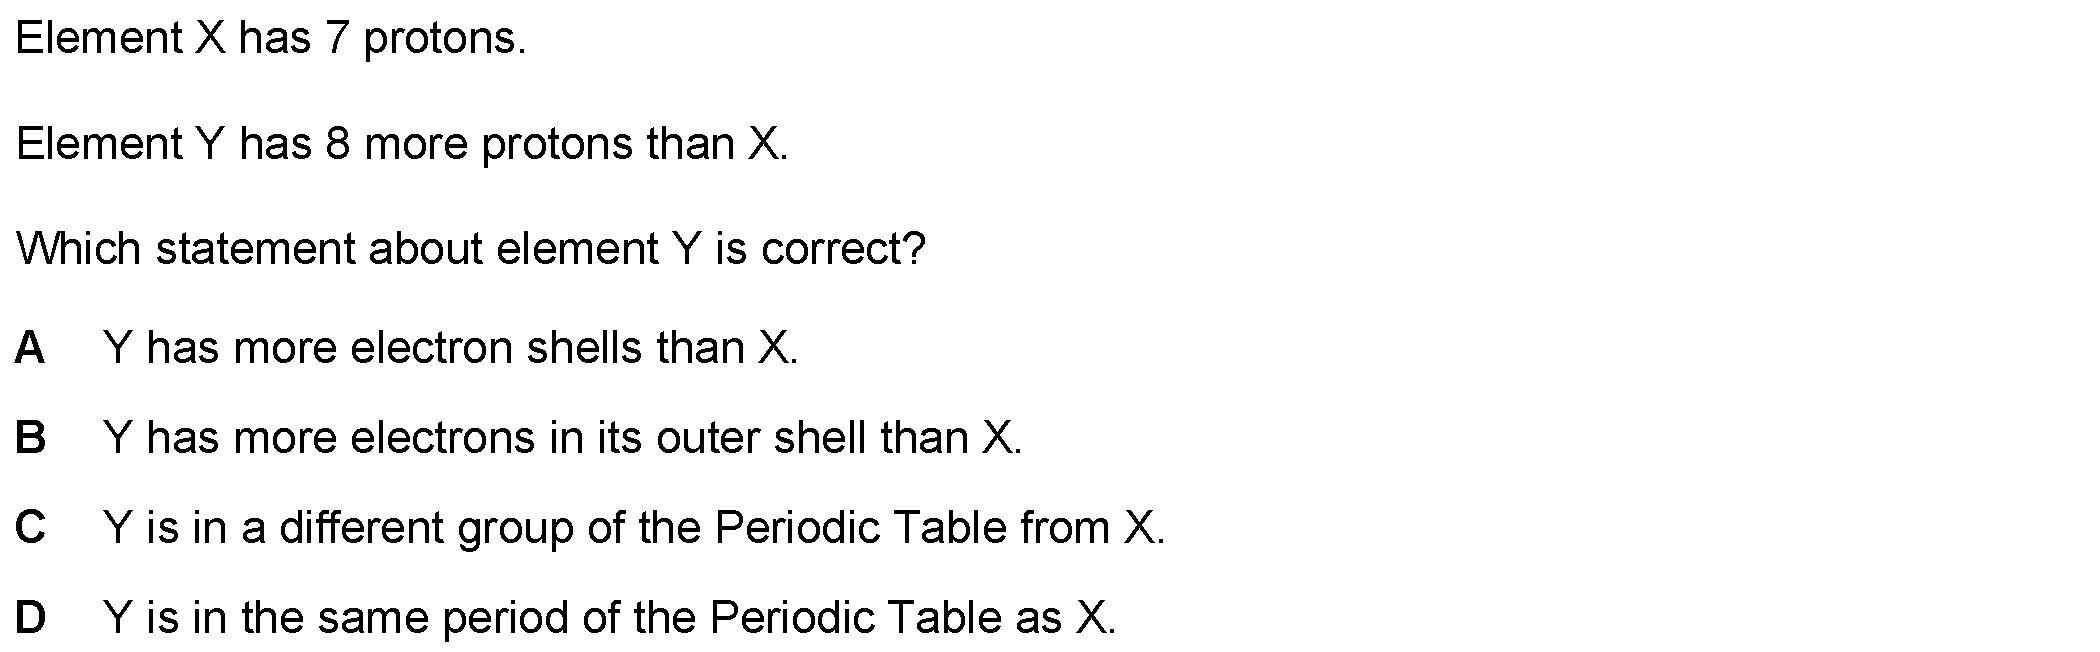 Element X has 7 protons.
Element Y has 8 more protons than X.
Which statement about element Y is correct?
A Y has more electron shells than X.
B Y has more electrons in its outer shell than X.
C Y is in a different group of the Periodic Table from X.
D Y is in the same period of the Periodic Table as X.